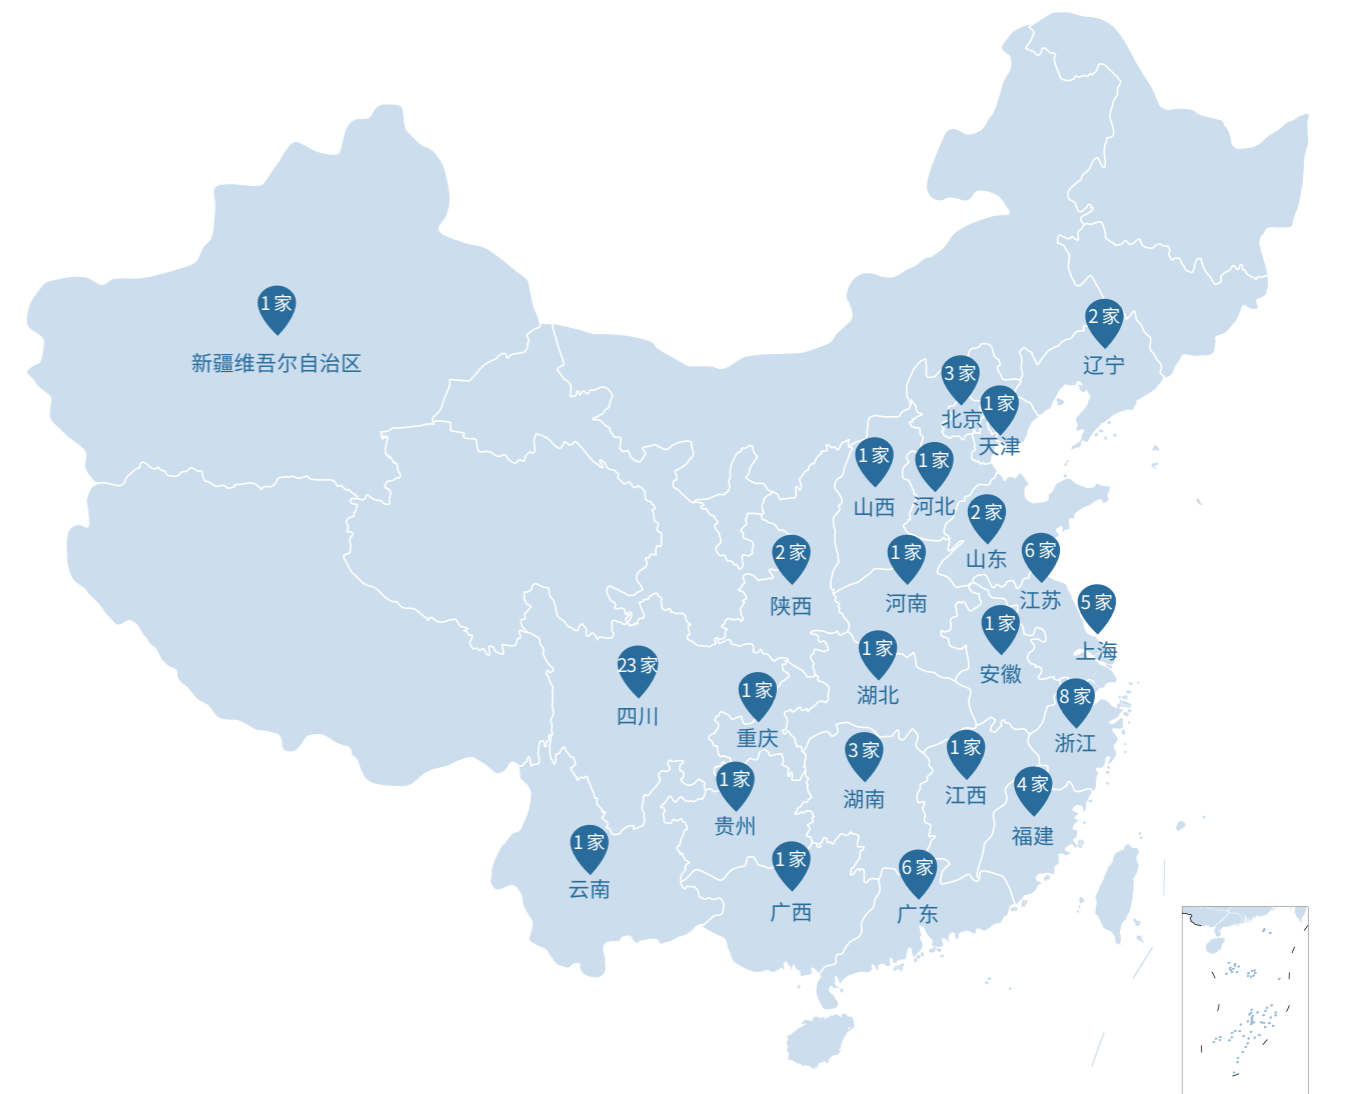 1 家
新疆维吾尔自治区
2 家
辽宁
3 家
北京
1 家
天津
1 家
山西
1 家
河北
2 家
山东
2 家
陕西
1 家
河南
6 家
江苏
5 家
上海
1 家
安徽
1 家
湖北
23 家
四川
1 家
重庆
8 家
浙江
3 家
湖南
1 家
江西
1 家
贵州
4 家
福建
1 家
云南
1 家
广西
6 家
广东